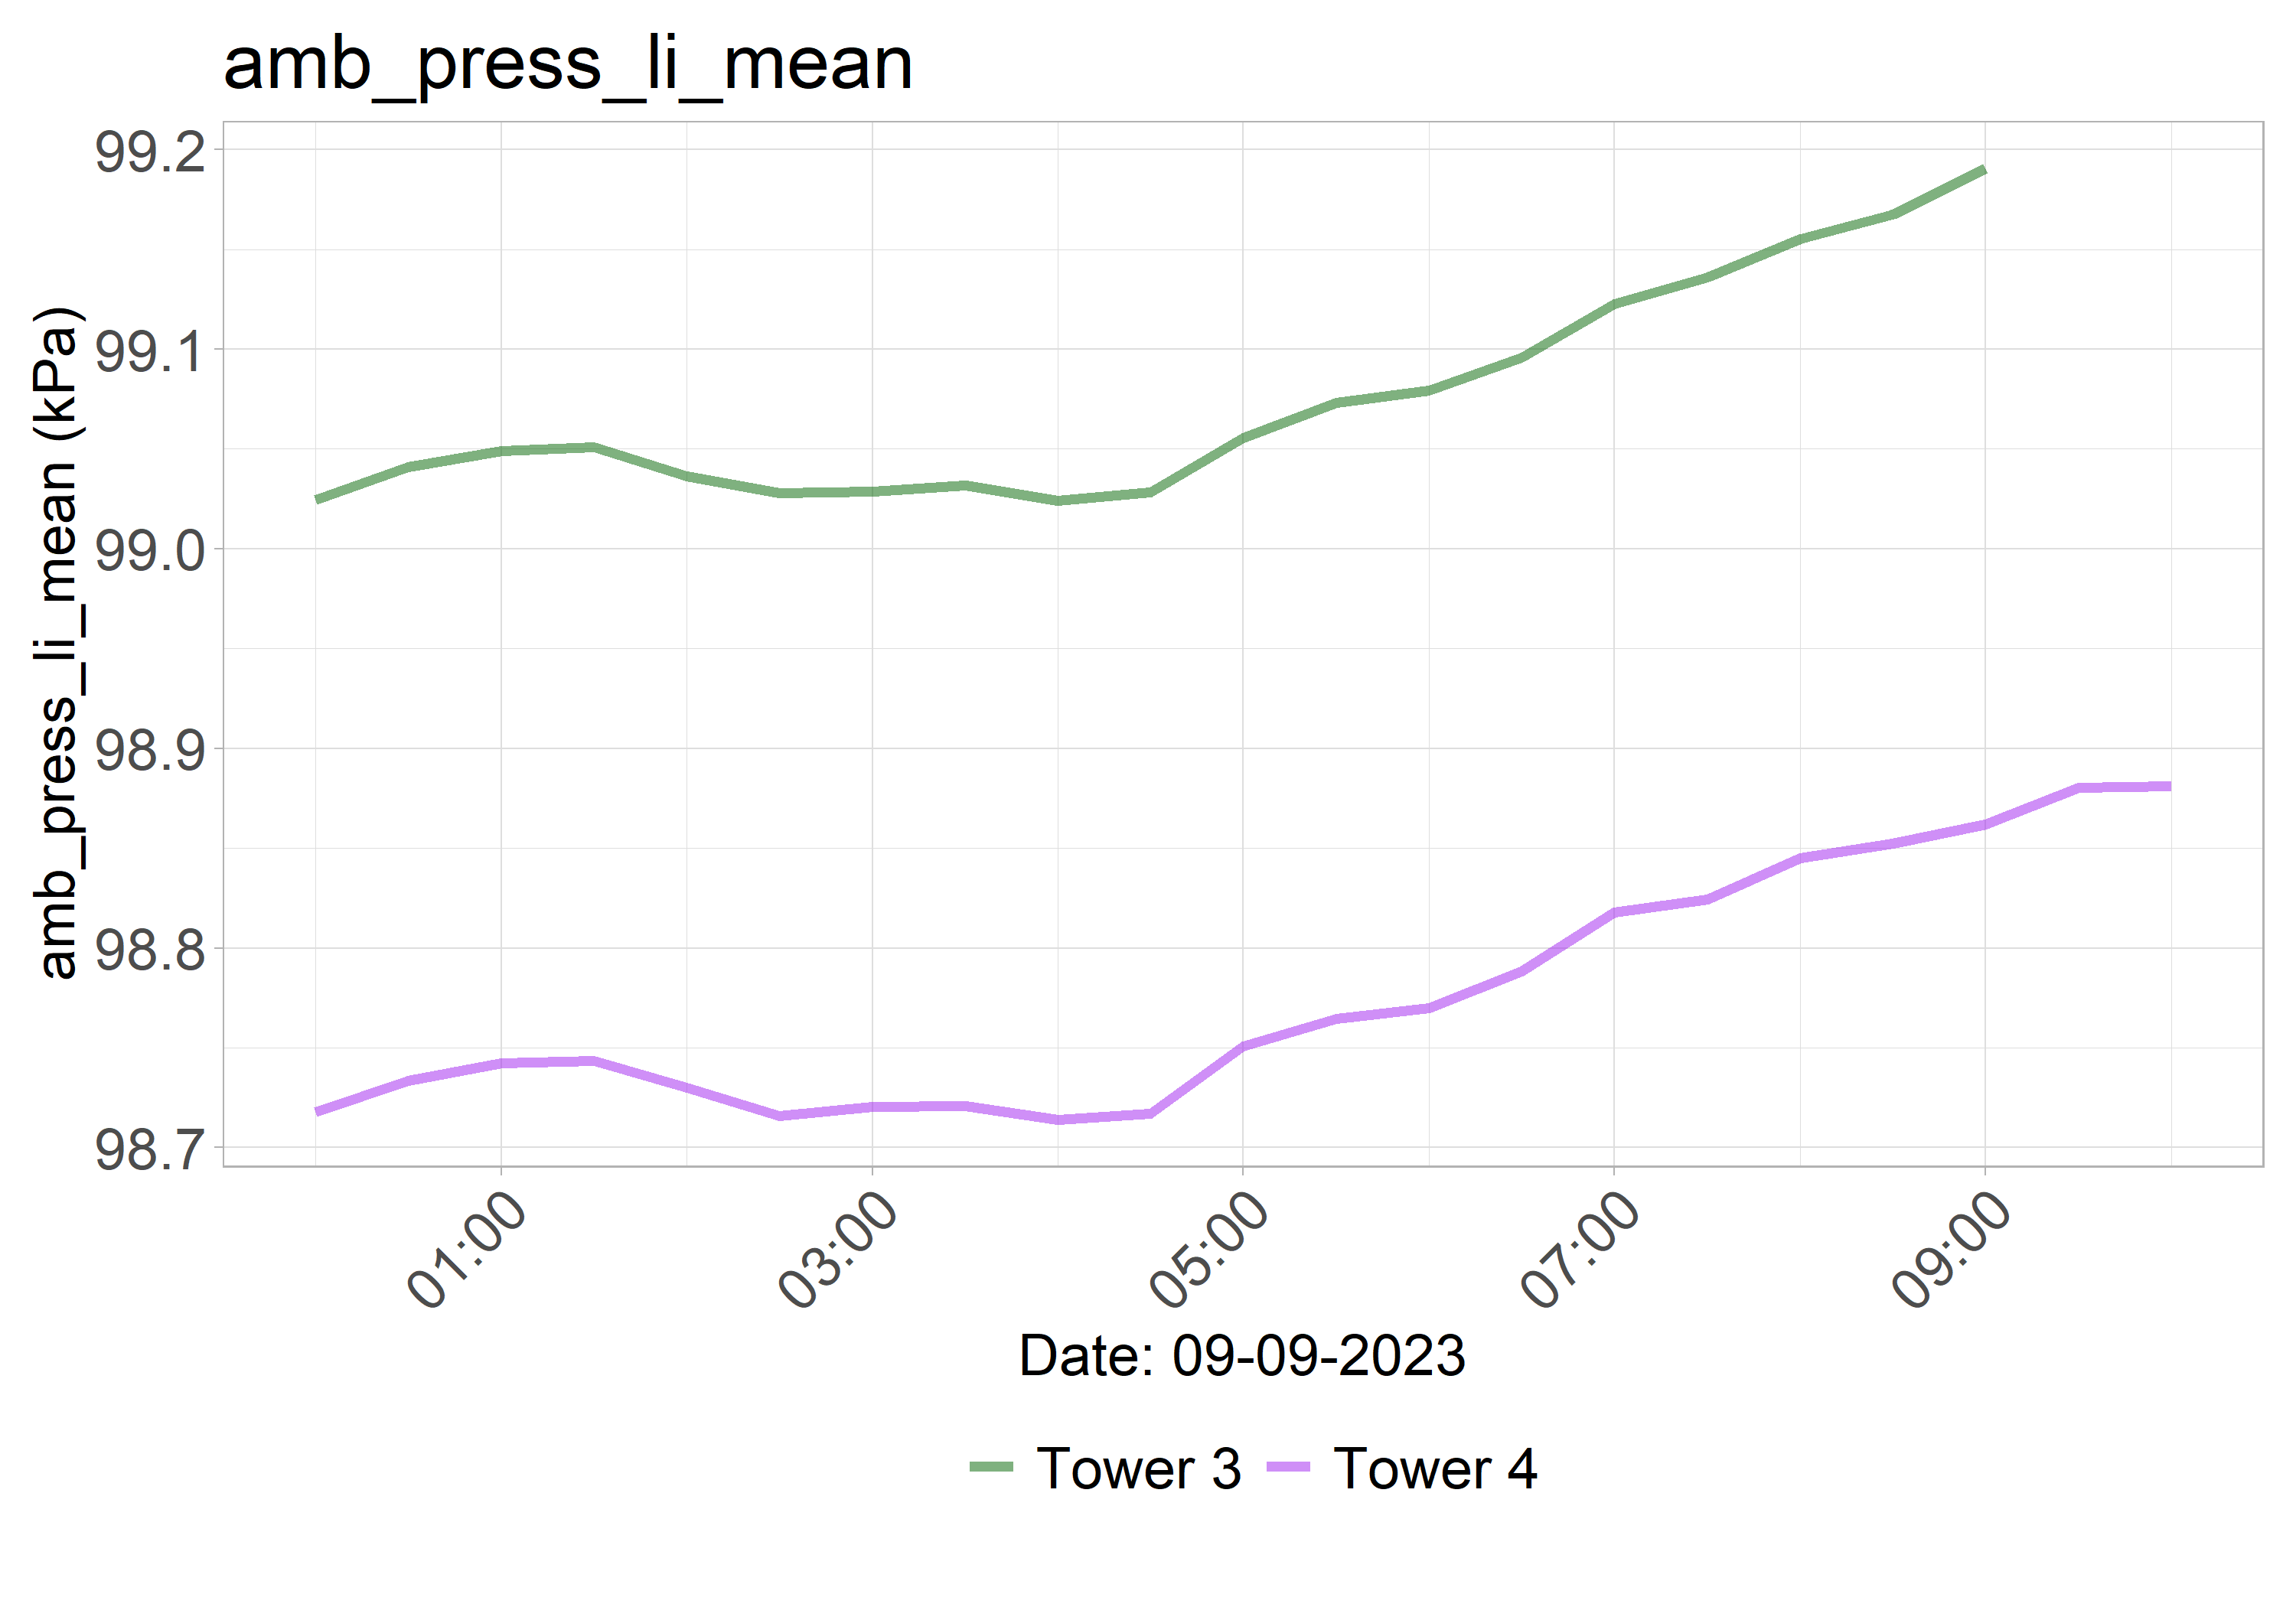 amb_press_li_mean
amb_press_li_mean (kPa)
99.2
99.1
99.0
98.9
98.8
98.7
01:00
03:00
05:00
07:00
09:00
Date: 09-09-2023
Tower 3
Tower 4